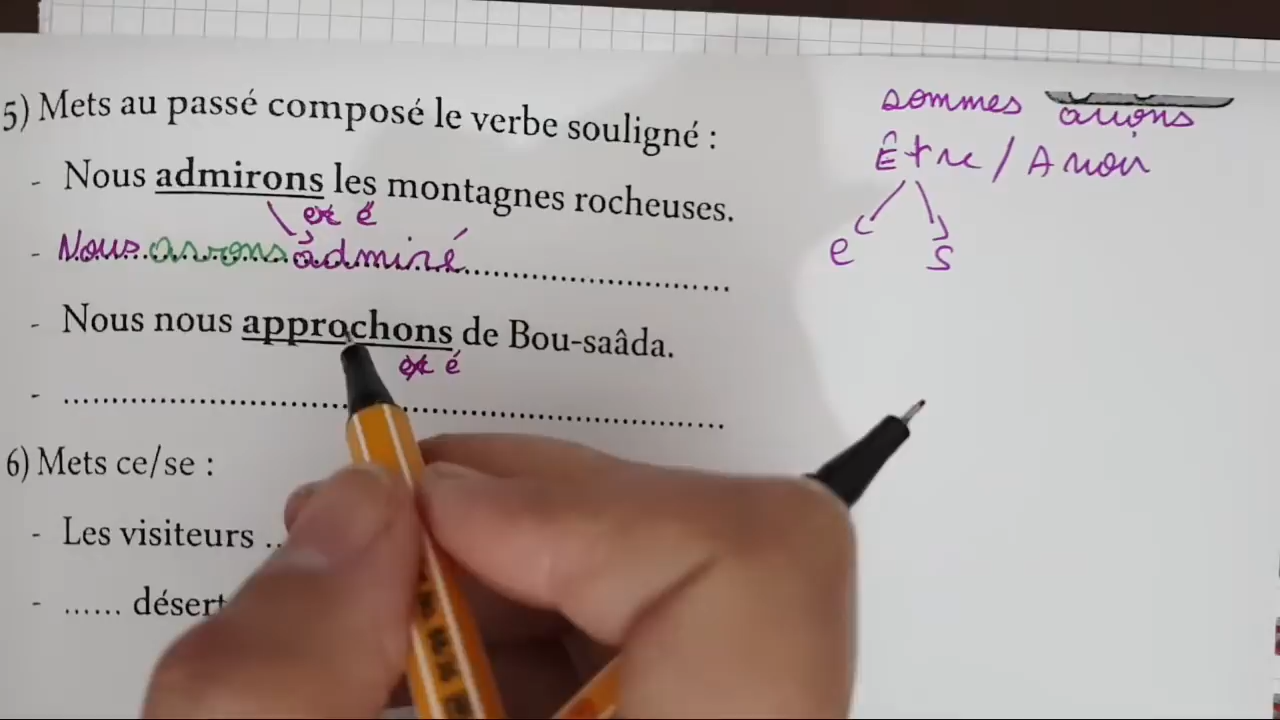 5) Mets au passé composé le verbe souligné :
- Nous admirons les montagnes rocheuses.
er é
- Nous avons admiré
- Nous nous approchons de Bou-saâda.
er é
-
6) Mets ce/se :
- Les visiteurs ..
- ...... désert
sommes avions
Être / Avoir
e s